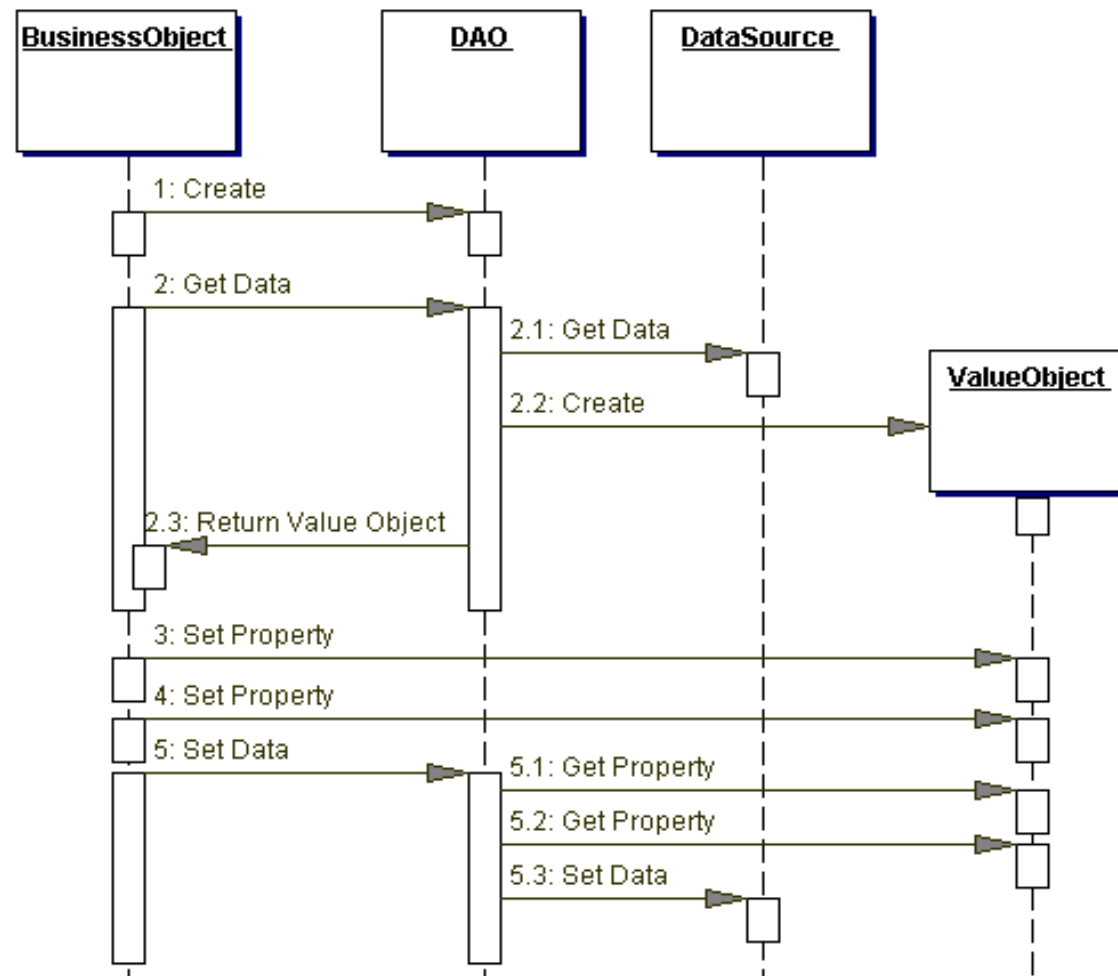 BusinessObject
DAO
DataSource
1: Create
2: Get Data
2.1: Get Data
ValueObject
2.2: Create
2.3: Return Value Object
3: Set Property
4: Set Property
5: Set Data
5.1: Get Property
5.2: Get Property
5.3: Set Data